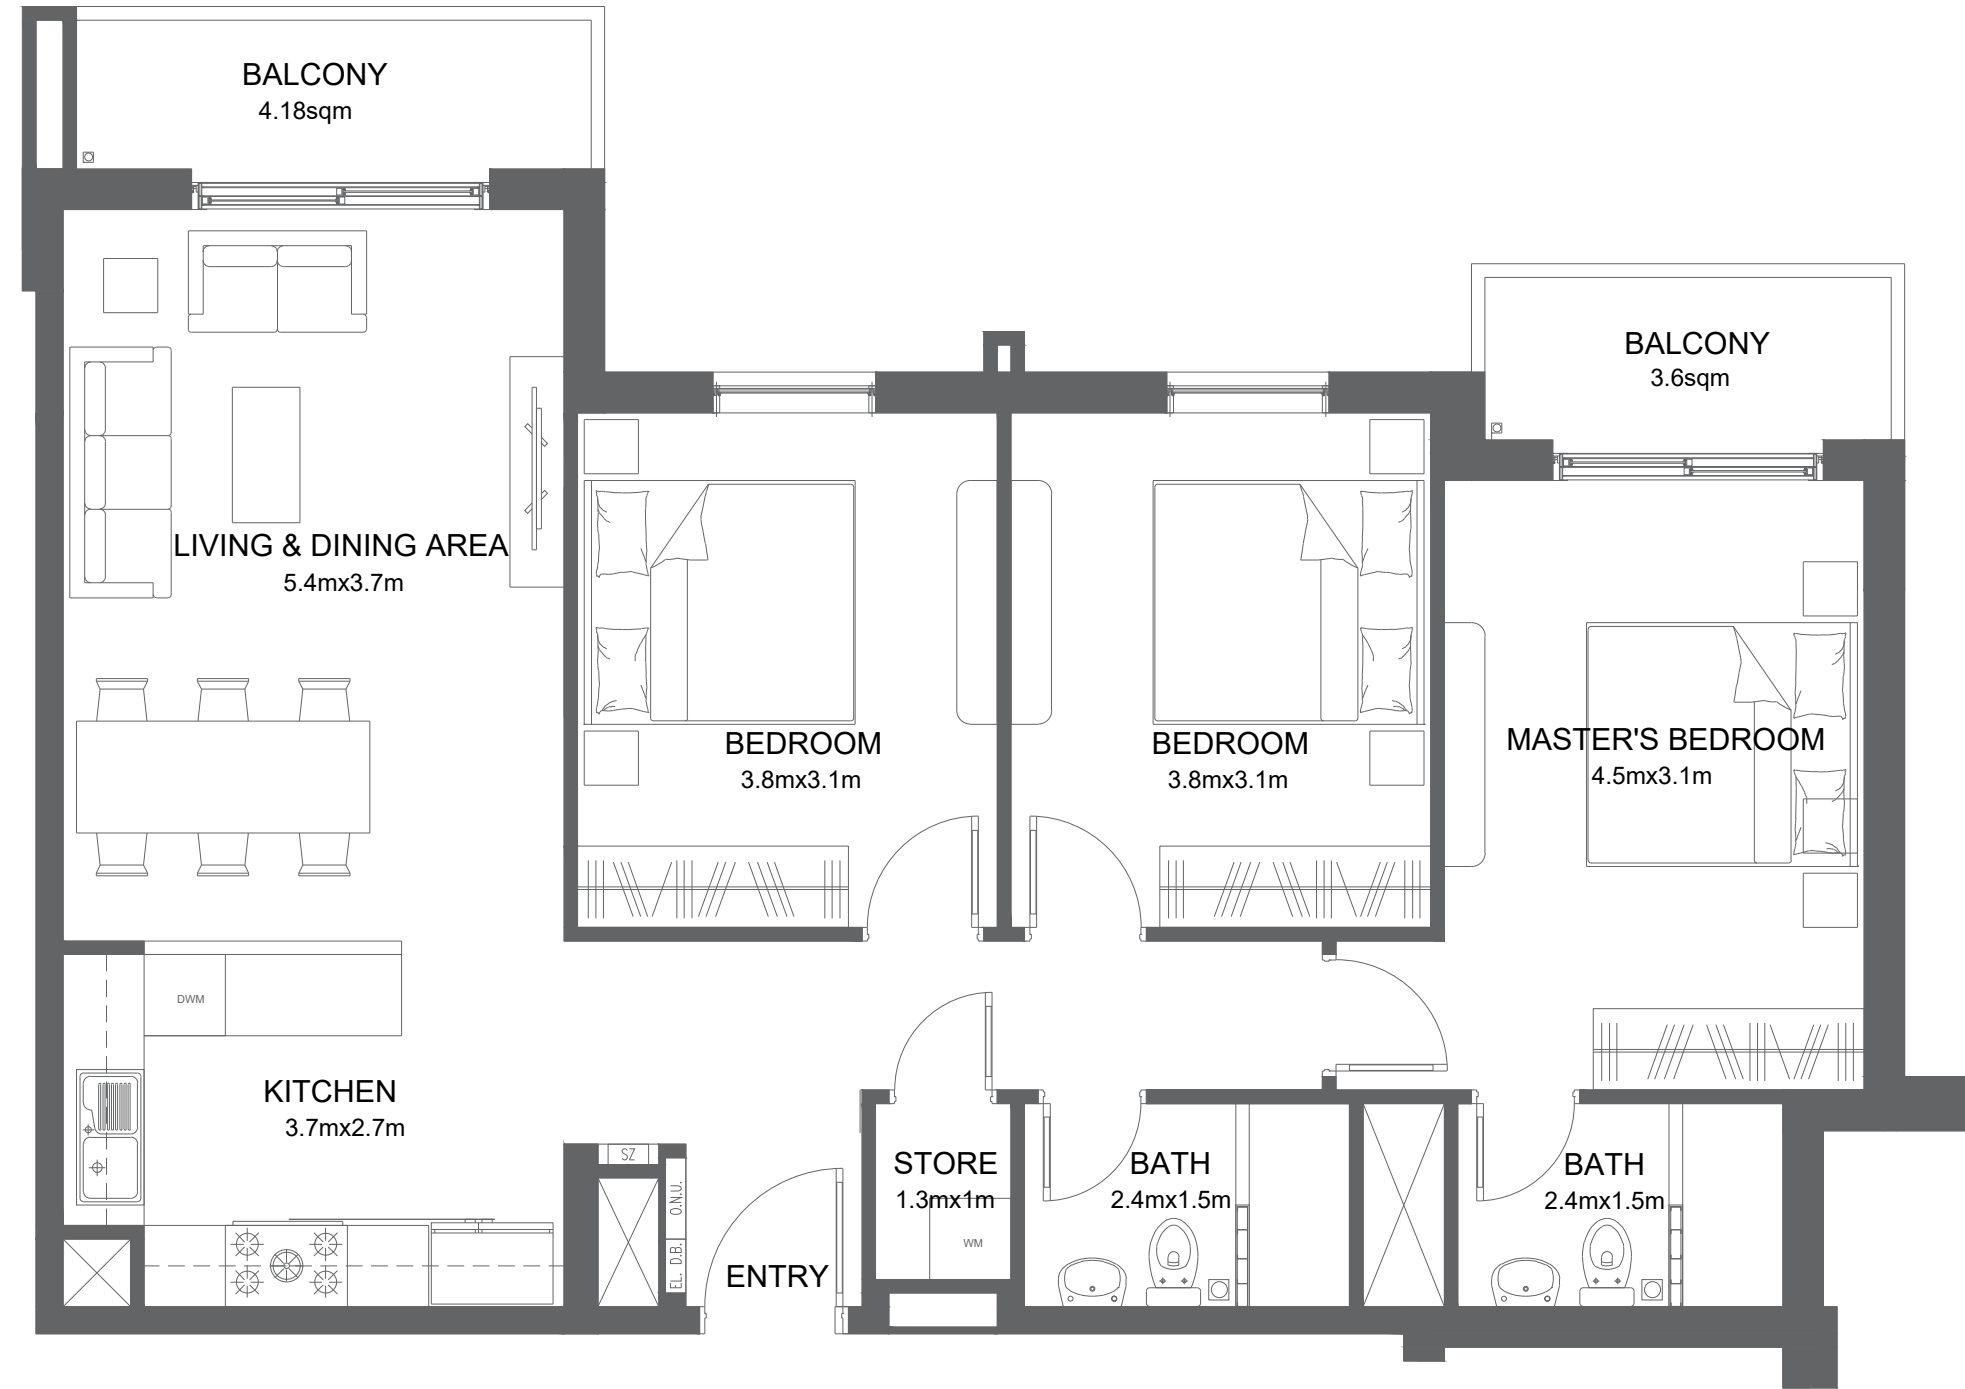 BALCONY
4.18sqm
BALCONY
3.6sqm
LIVING & DINING AREA
5.4mx3.7m
BEDROOM
3.8mx3.1m
BEDROOM
3.8mx3.1m
MASTER'S BEDROOM
4.5mx3.1m
DWM
KITCHEN
3.7mx2.7m
SZ
O.N.U.
EL. D.B.
ENTRY
STORE
1.3mx1m
WM
BATH
2.4mx1.5m
BATH
2.4mx1.5m